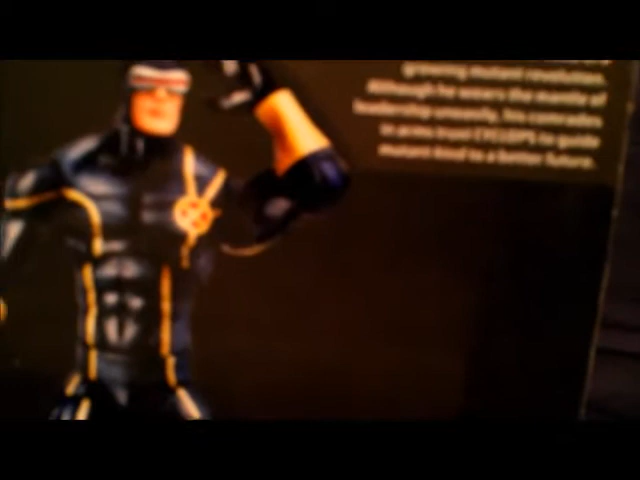 growing mutant revolution.
Although he wears the mantle of
leadership uneasily, his comrades
in arms trust CYCLOPS to guide
mutant kind to a better future.